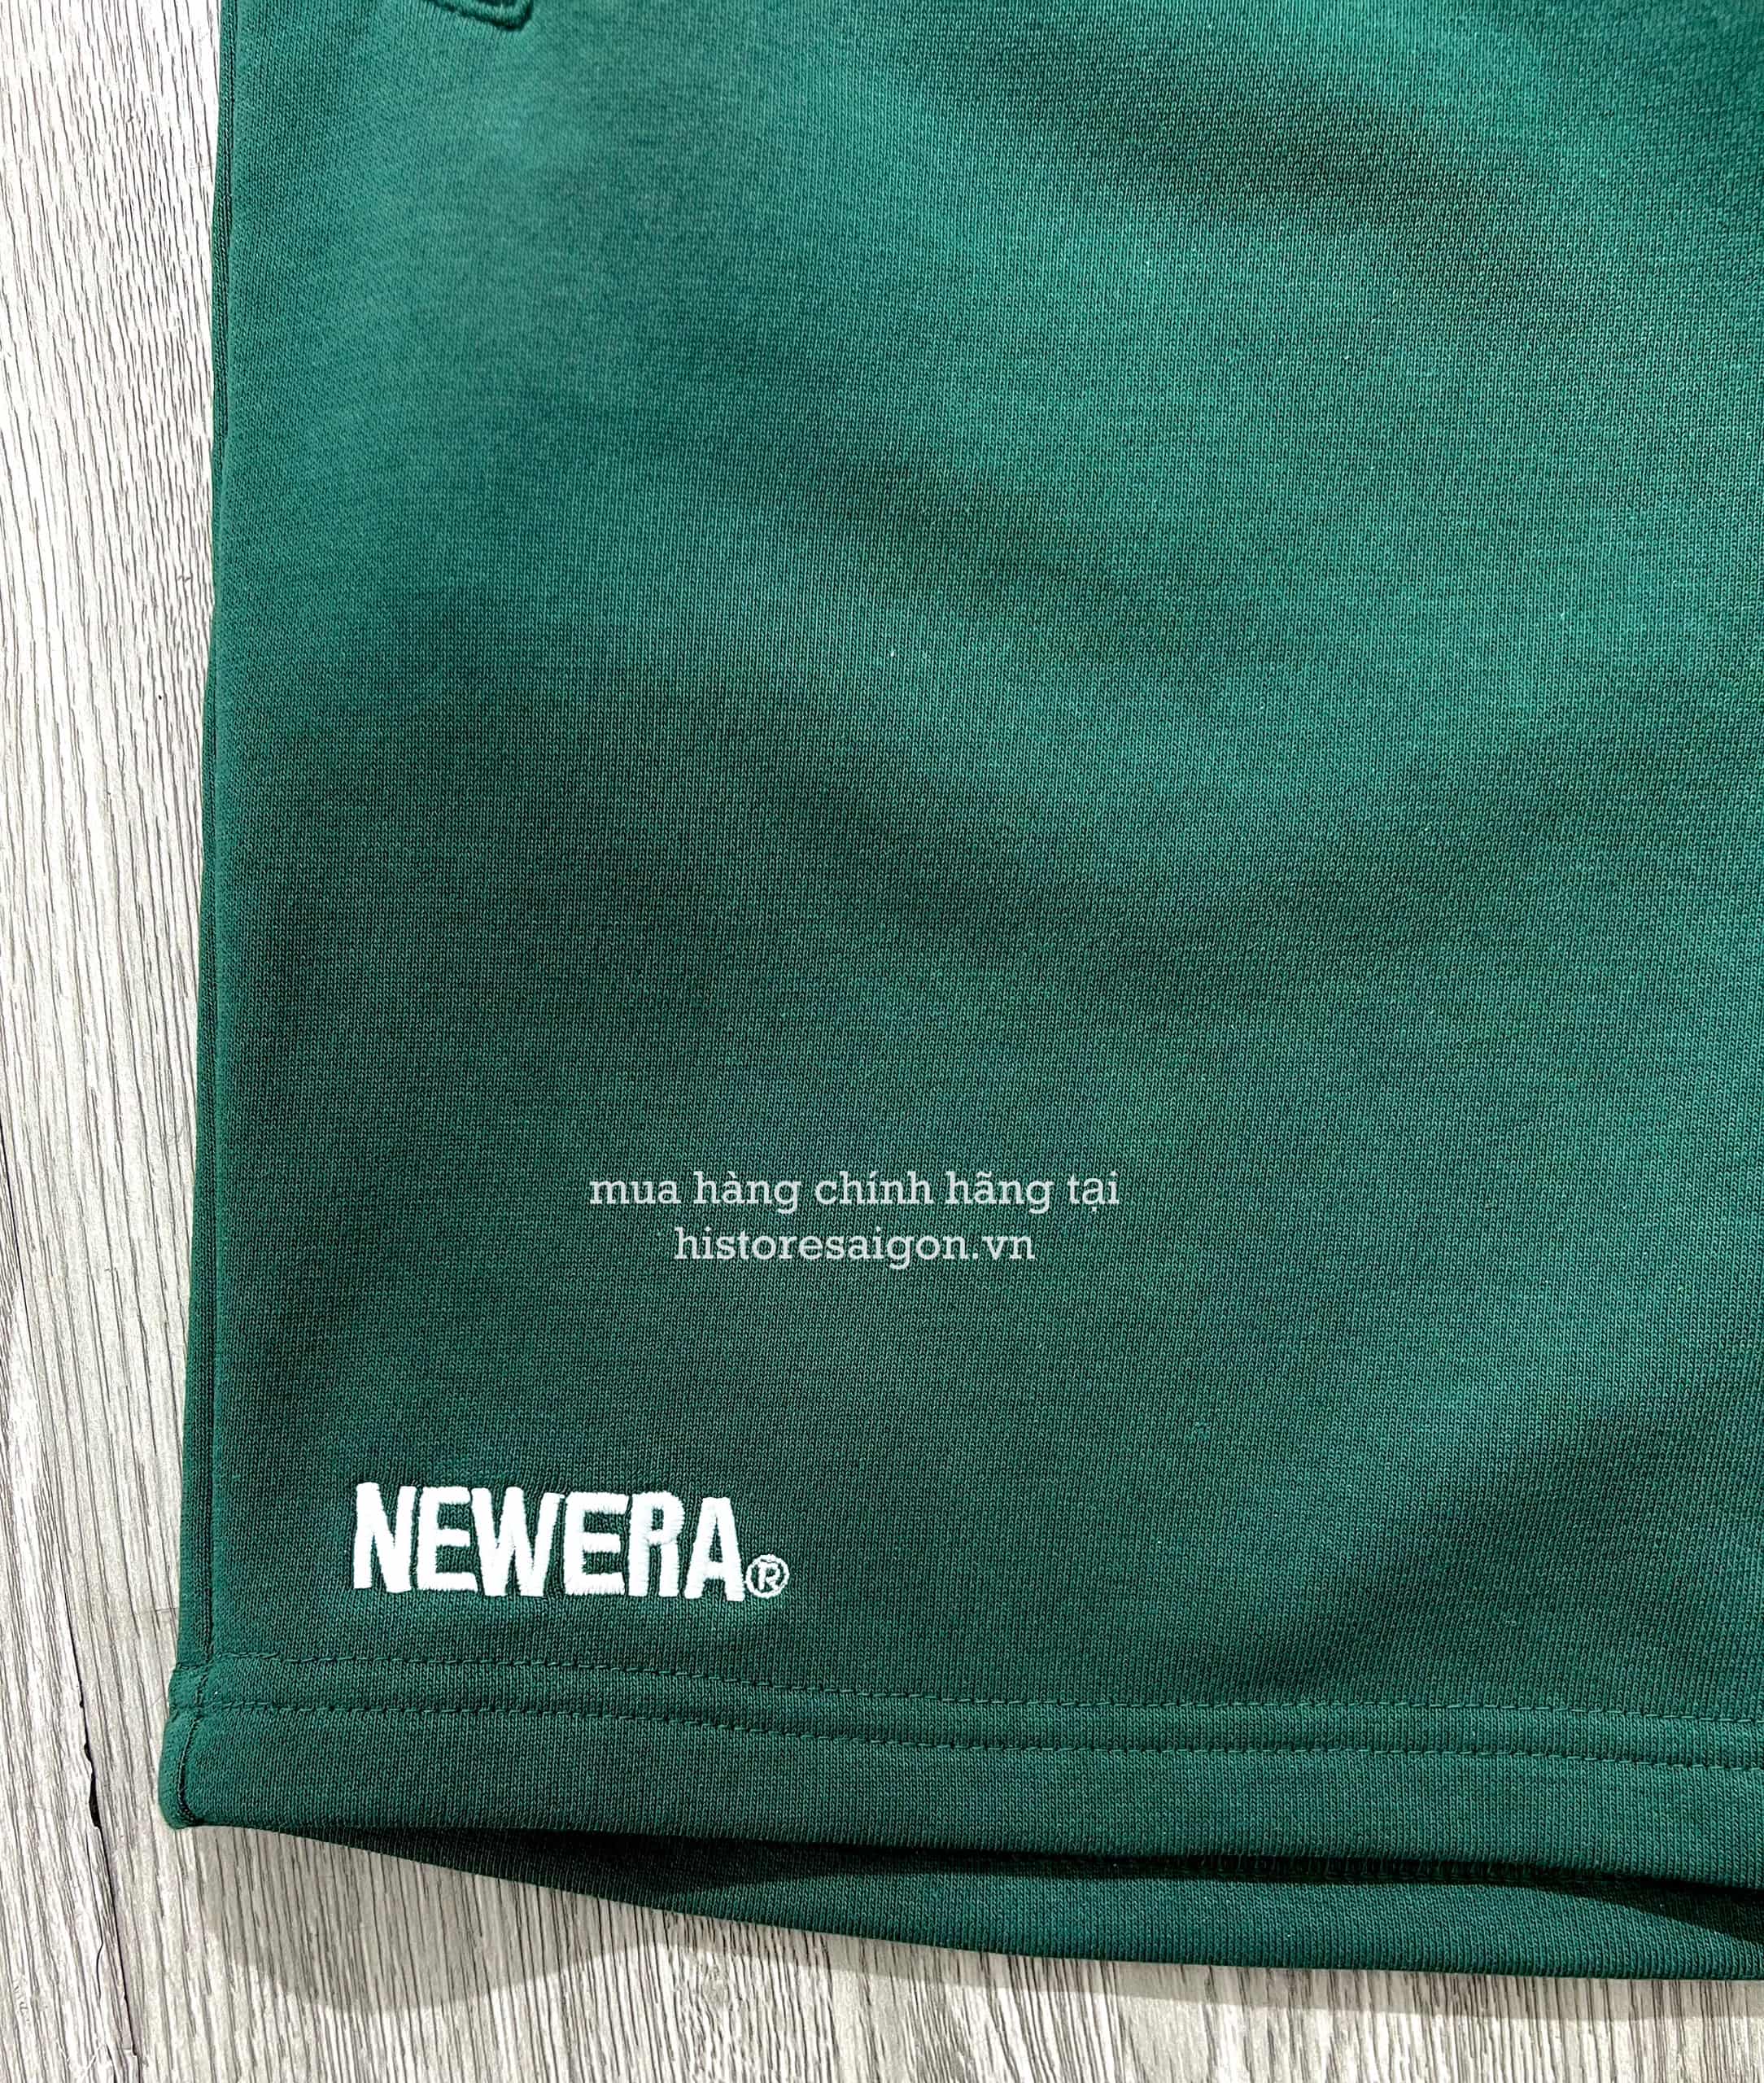 mua hàng chính hãng tại
historesaigon.vn
NEWERA®